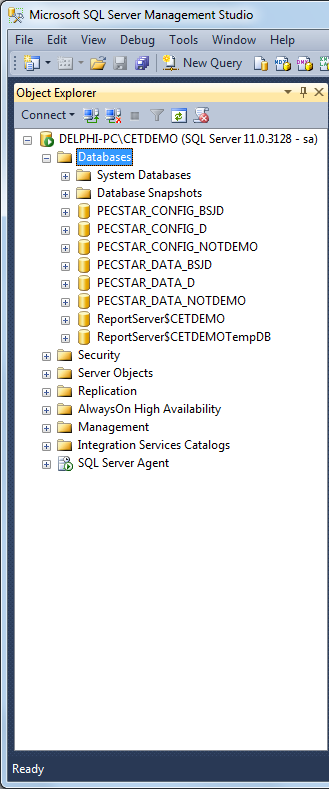 Microsoft SQL Server Management Studio
File Edit View Debug Tools Window Help
New Query
Object Explorer
Connect
DELPHI-PC\CETDEMO (SQL Server 11.0.3128 - sa)
Databases
System Databases
Database Snapshots
PECSTAR_CONFIG_BSJD
PECSTAR_CONFIG_D
PECSTAR_CONFIG_NOTDEMO
PECSTAR_DATA_BSJD
PECSTAR_DATA_D
PECSTAR_DATA_NOTDEMO
ReportServer$CETDEMO
ReportServer$CETDEMOTempDB
Security
Server Objects
Replication
AlwaysOn High Availability
Management
Integration Services Catalogs
SQL Server Agent
Ready